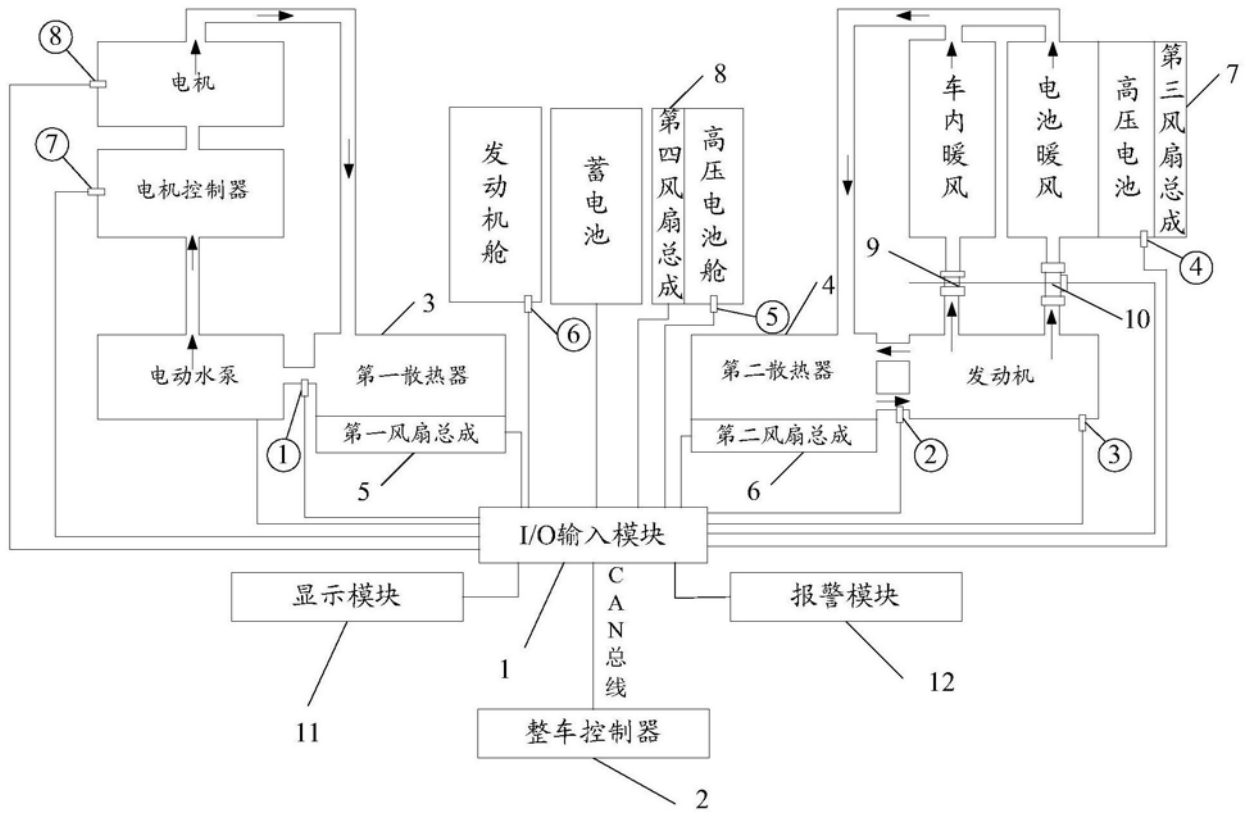 ⑧
电机
⑦
电机控制器
电动水泵
①
3
第一散热器
第一风扇总成
5
发动机舱
⑥
蓄电池
8
第四风扇总成
高压电池舱
⑤
4
第二散热器
第二风扇总成
6
②
车内暖风
电池暖风
高压电池
第三风扇总成
7
④
9
10
发动机
③
I/O输入模块
1
CAN总线
显示模块
11
报警模块
12
整车控制器
2